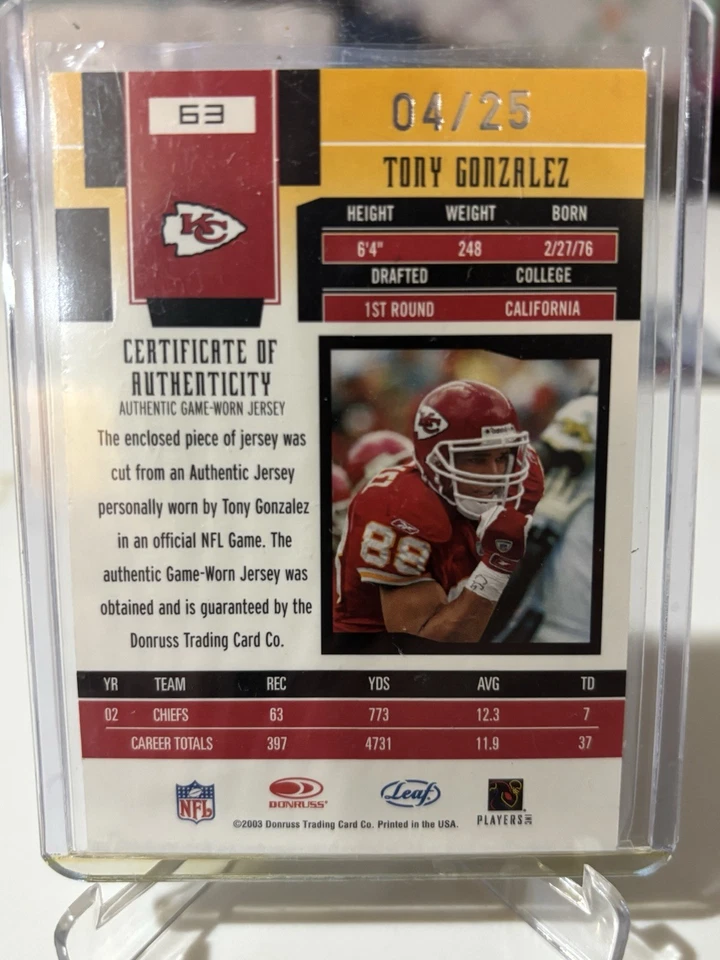 63
04/25
TONY GONZALEZ
KC
HEIGHT WEIGHT BORN
6'4" 248 2/27/76
DRAFTED COLLEGE
1ST ROUND CALIFORNIA
CERTIFICATE OF
AUTHENTICITY
AUTHENTIC GAME-WORN JERSEY
The enclosed piece of jersey was
cut from an Authentic Jersey
personally worn by Tony Gonzalez
in an official NFL Game. The
authentic Game-Worn Jersey was
obtained and is guaranteed by the
Donruss Trading Card Co.
KC
88
YR TEAM REC YDS AVG TD
02 CHIEFS 63 773 12.3 7
CAREER TOTALS 397 4731 11.9 37
NFL DONRUSS Leaf PLAYERS INC
©2003 Donruss Trading Card Co. Printed in the USA.